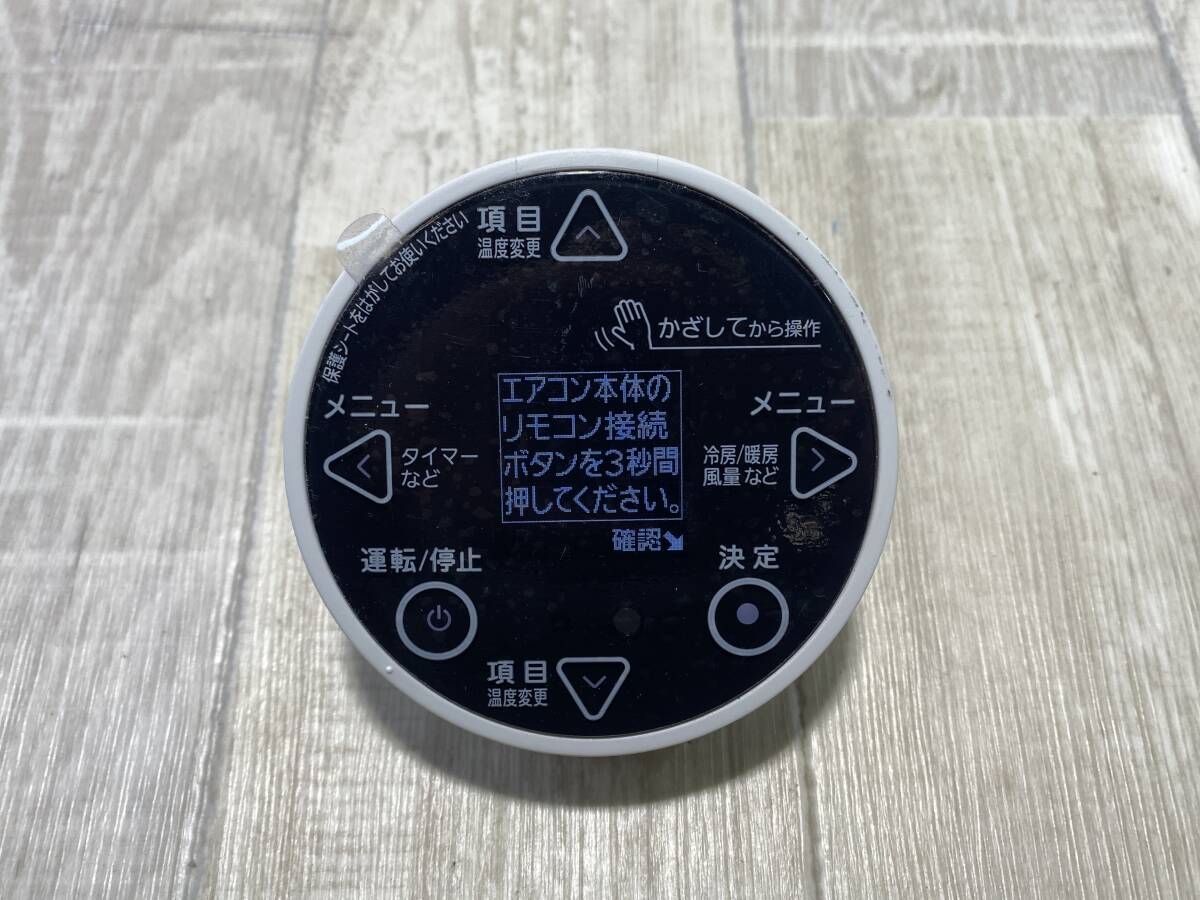 保護シートをはがしてお使いください
項目
温度変更
かざしてから操作
メニュー
タイマー
など
エアコン本体の
リモコン接続
ボタンを3秒間
押してください。
確認
メニュー
冷房/暖房
風量など
運転/停止
決定
項目
温度変更